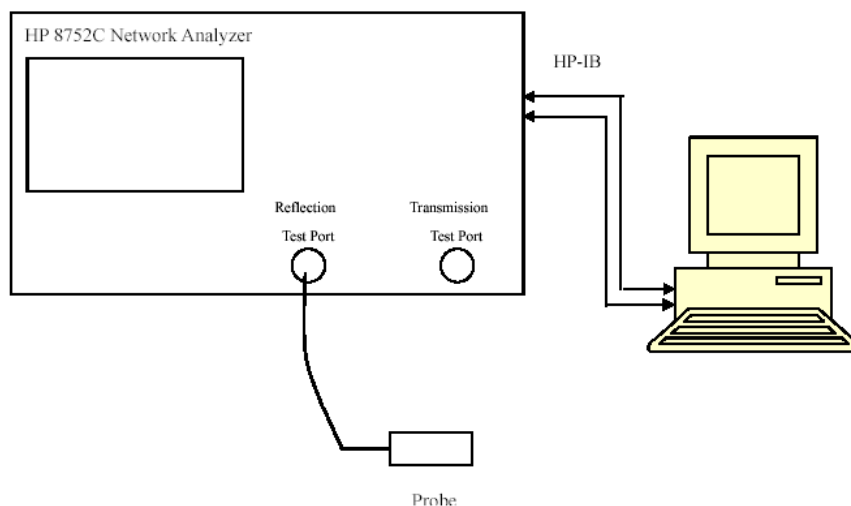 HP 8752C Network Analyzer
HP-IB
Reflection
Test Port
Transmission
Test Port
Probe